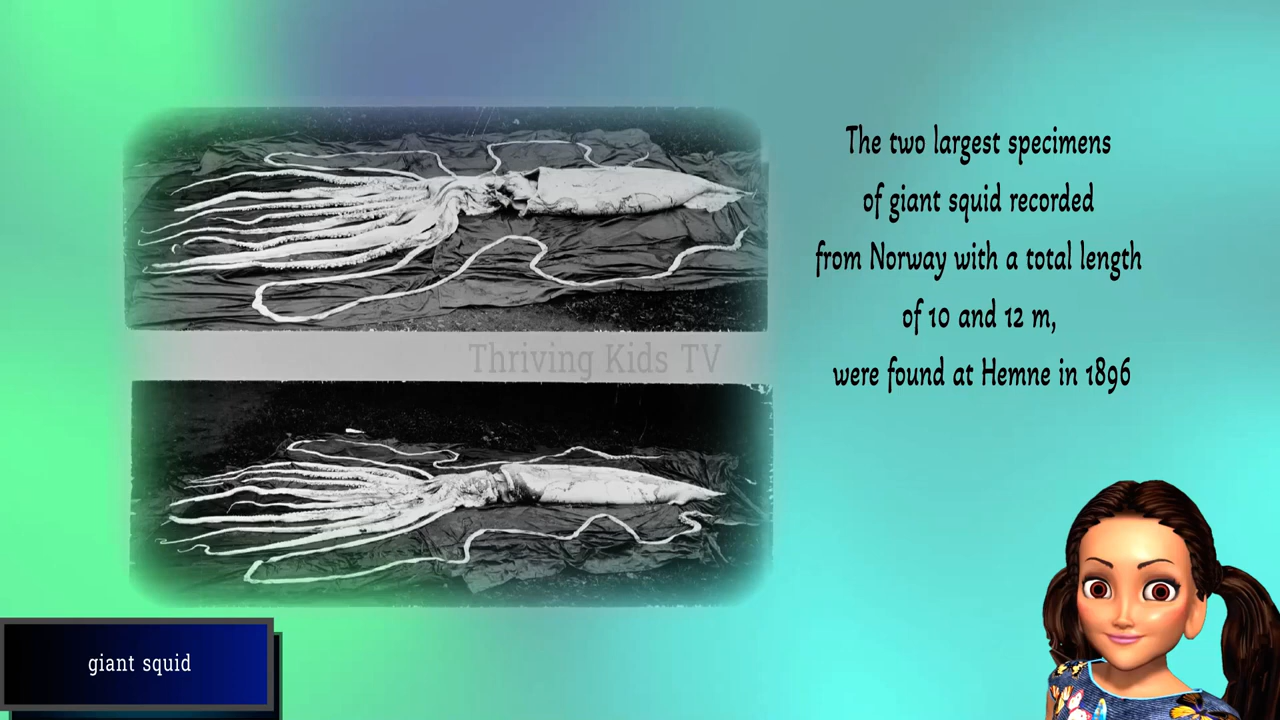 The two largest specimens
of giant squid recorded
from Norway with a total length
of 10 and 12 m,
were found at Hemne in 1896
Thriving Kids TV
giant squid